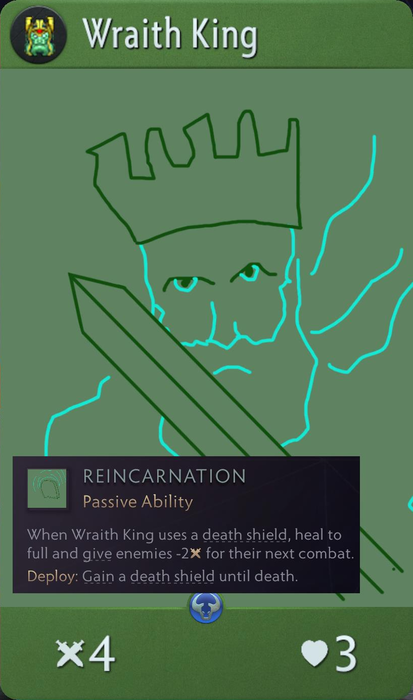 Wraith King
REINCARNATION
Passive Ability
When Wraith King uses a death shield, heal to
full and give enemies -2 for their next combat.
Deploy: Gain a death shield until death.
4
3